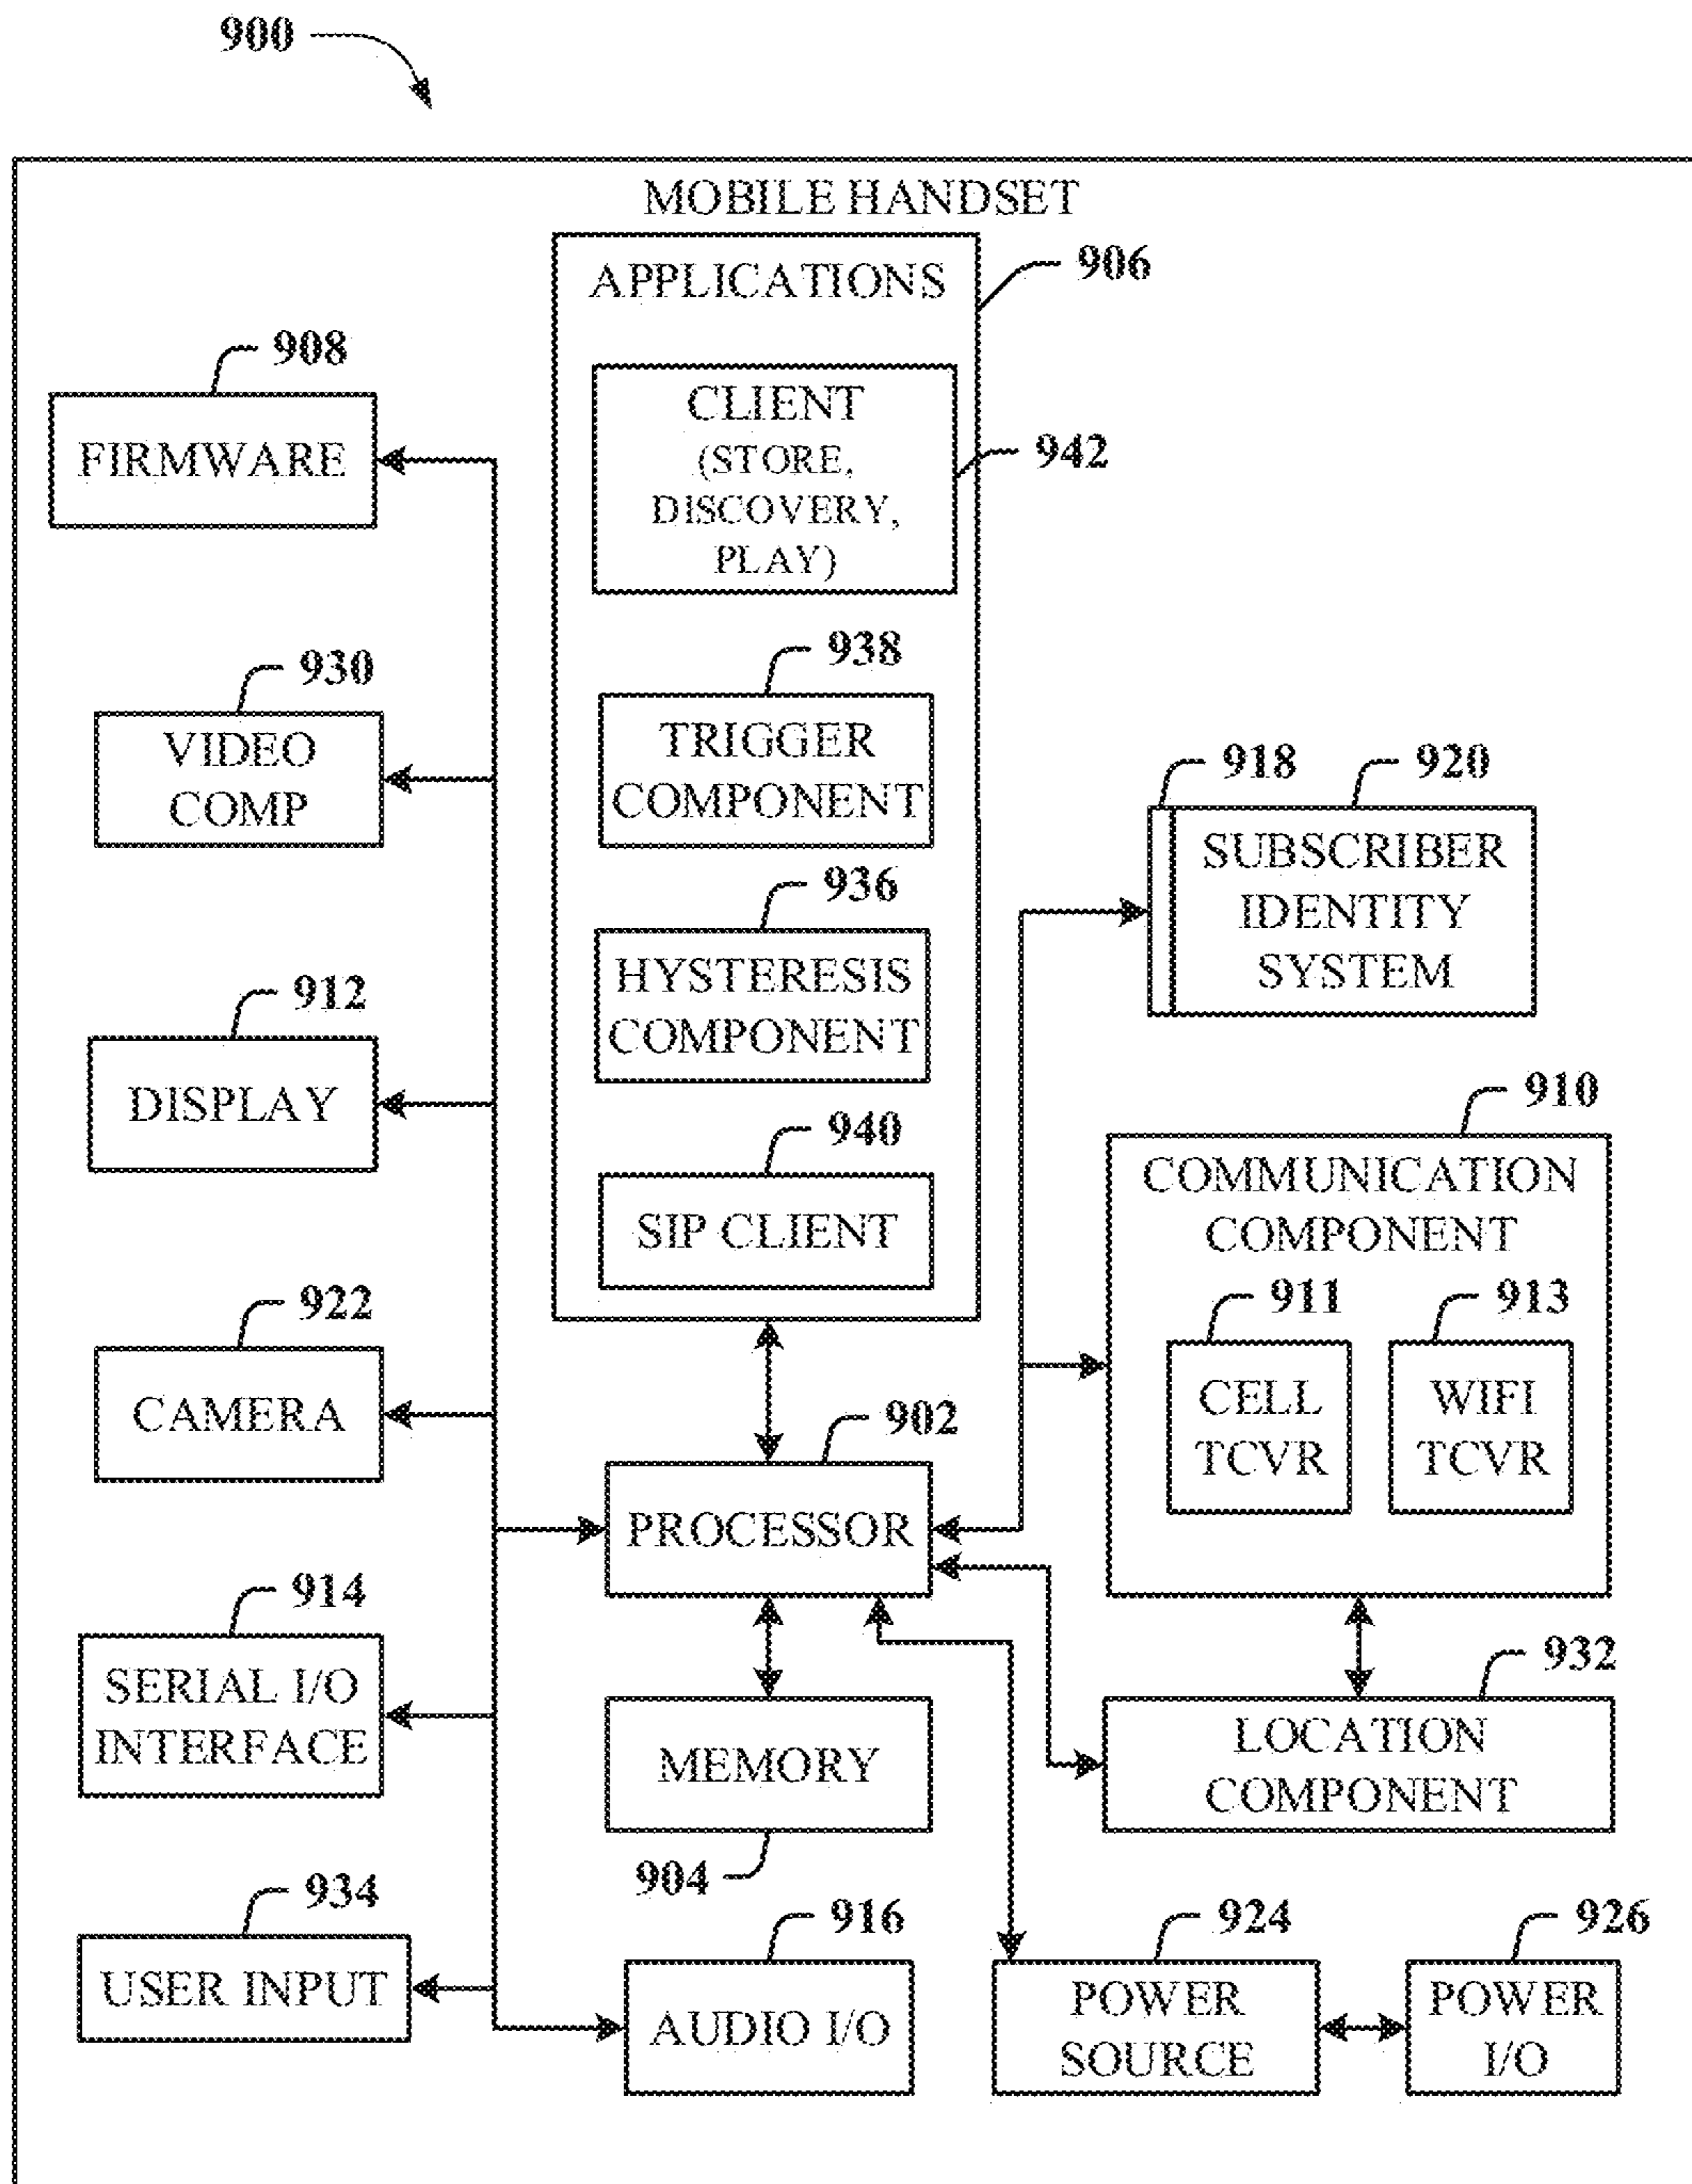 900
MOBILE HANDSET
APPLICATIONS
906
CLIENT
(STORE,
DISCOVERY,
PLAY)
942
938
TRIGGER
COMPONENT
936
HYSTERESIS
COMPONENT
940
SIP CLIENT
908
FIRMWARE
930
VIDEO
COMP
912
DISPLAY
922
CAMERA
914
SERIAL I/O
INTERFACE
934
USER INPUT
902
PROCESSOR
MEMORY
904
916
AUDIO I/O
918
920
SUBSCRIBER
IDENTITY
SYSTEM
910
COMMUNICATION
COMPONENT
911
CELL
TCVR
913
WIFI
TCVR
932
LOCATION
COMPONENT
924
POWER
SOURCE
926
POWER
I/O